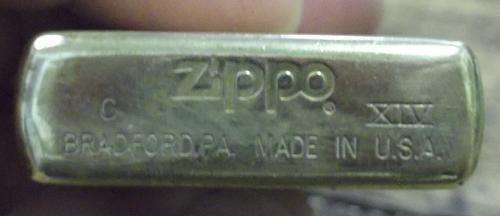 zippo®
C XIV
BRADFORD, PA. MADE IN U.S.A.